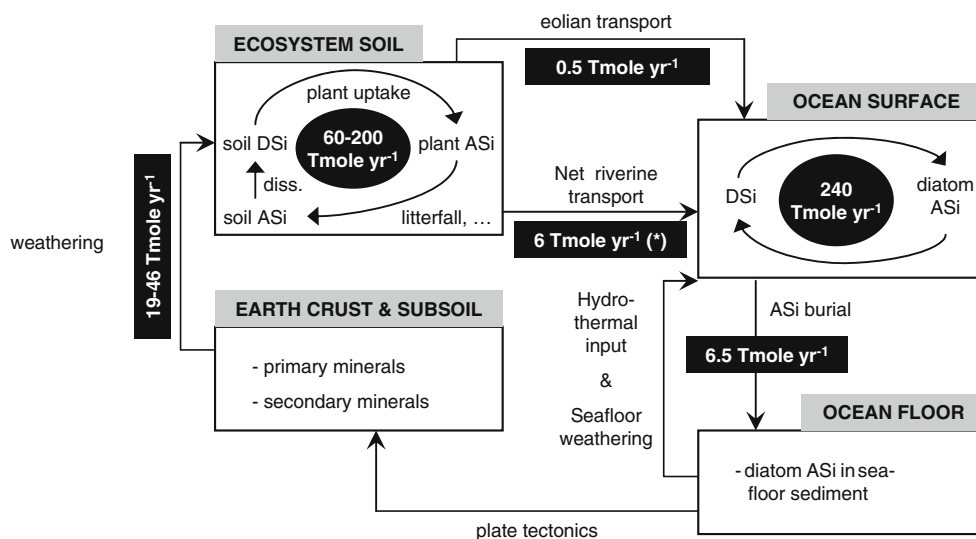 eolian transport
ECOSYSTEM SOIL
0.5 Tmole yr-1
plant uptake
soil DSi
60-200
Tmole yr-1
plant ASi
diss.
soil ASi
litterfall, …
OCEAN SURFACE
DSi
240
Tmole yr-1
diatom
ASi
Net riverine
transport
6 Tmole yr-1 (*)
weathering
19-46 Tmole yr-1
EARTH CRUST & SUBSOIL
- primary minerals
- secondary minerals
Hydro-
thermal
input
&
Seafloor
weathering
ASi burial
6.5 Tmole yr-1
OCEAN FLOOR
- diatom ASi in sea-
floor sediment
plate tectonics